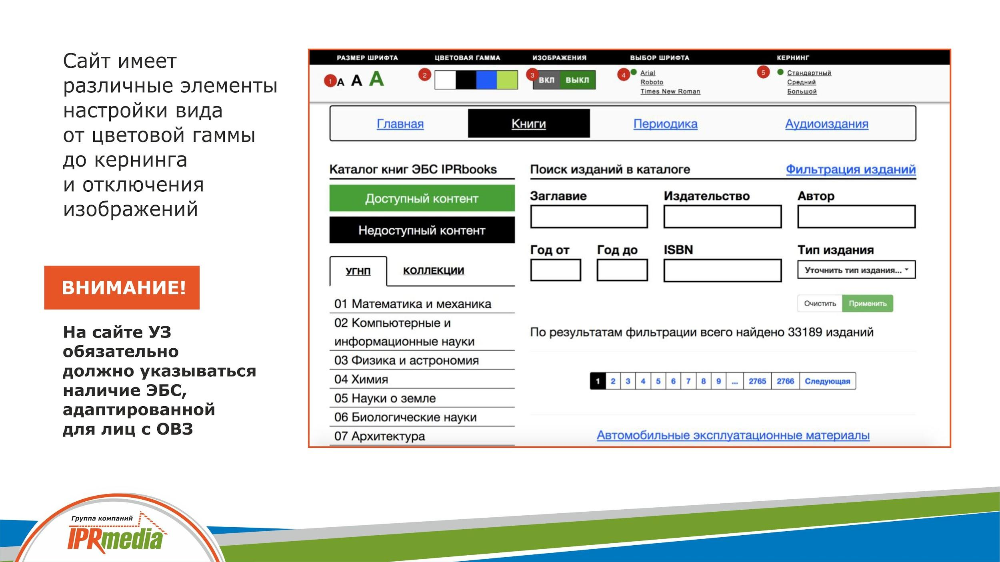 Сайт имеет
различные элементы
настройки вида
от цветовой гаммы
до кернинга
и отключения
изображений
ВНИМАНИЕ!
На сайте УЗ
обязательно
должно указываться
наличие ЭБС,
адаптированной
для лиц с ОВЗ
РАЗМЕР ШРИФТА ЦВЕТОВАЯ ГАММА ИЗОБРАЖЕНИЯ ВЫБОР ШРИФТА КЕРНИНГ
1 A A A 2 3 ВКЛ ВЫКЛ 4 Arial 5 Стандартный
Roboto Средний
Times New Roman Большой
Главная Книги Периодика Аудиоиздания
Каталог книг ЭБС IPRbooks
Доступный контент
Недоступный контент
УГНП КОЛЛЕКЦИИ
01 Математика и механика
02 Компьютерные и
информационные науки
03 Физика и астрономия
04 Химия
05 Науки о земле
06 Биологические науки
07 Архитектура
Поиск изданий в каталоге Фильтрация изданий
Заглавие Издательство Автор
Год от Год до ISBN Тип издания
Уточнить тип издания...
Очистить Применить
По результатам фильтрации всего найдено 33189 изданий
1 2 3 4 5 6 7 8 9 ... 2765 2766 Следующая
Автомобильные эксплуатационные материалы
Группа компаний
IPRmedia